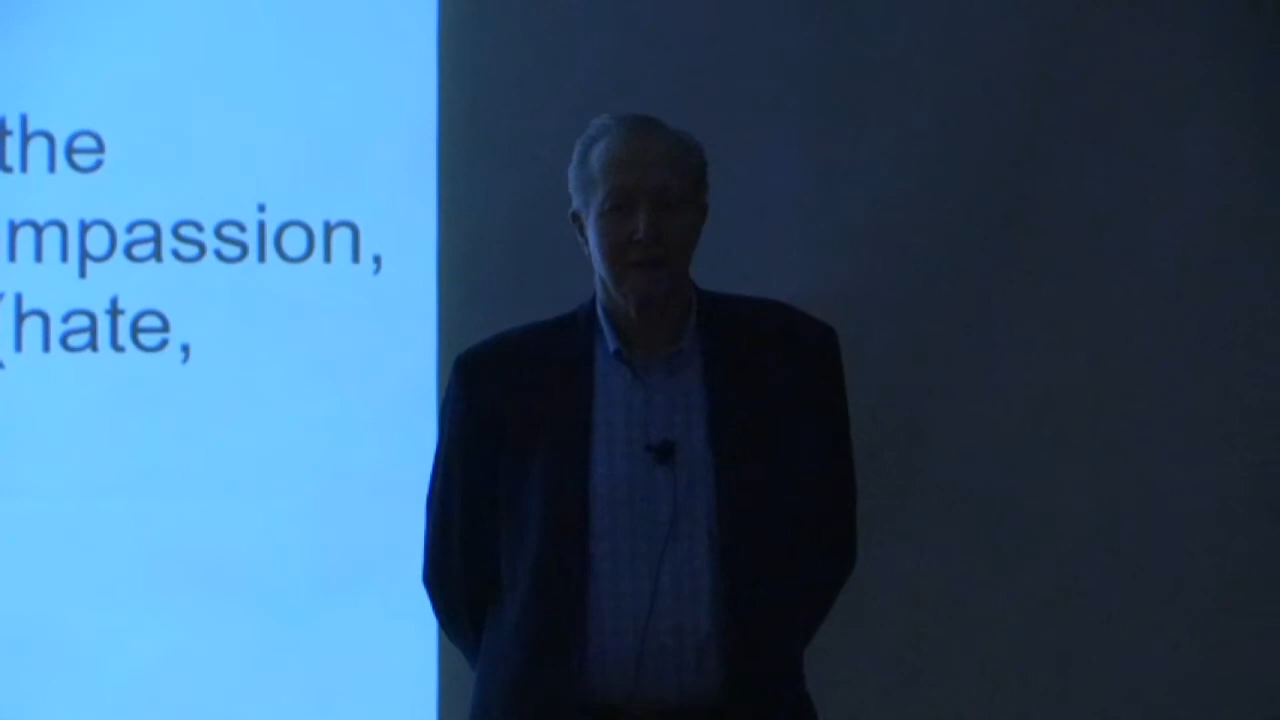 the
mpassion,
(hate,